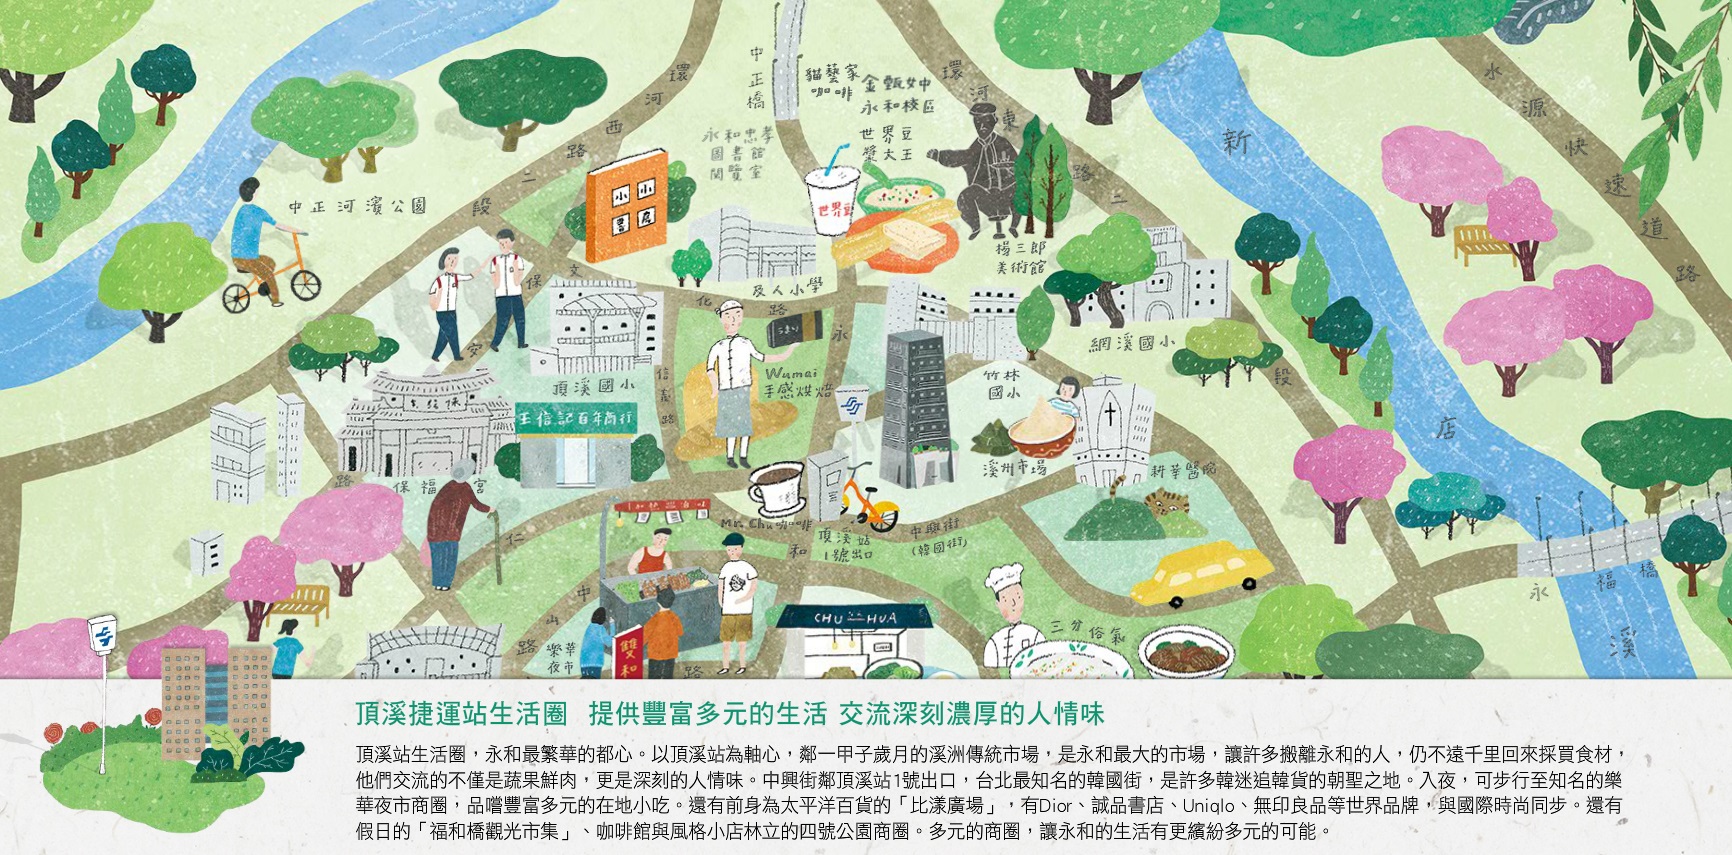 環河西路二段
中正橋
貓藝家
咖啡
金甌女中
永和校區
環河東路二段
水源快速道路
新店溪
永和忠孝
圖書館
閱覽室
世界豆
漿大王
中正河濱公園
小小
書房
世界豆
楊三郎
美術館
保安路
文化路
及人小學
永和路
網溪國小
頂溪國小
信義路
Wumai
手感烘焙
竹林
國小
保福宮
王信記百年商行
溪州市場
耕莘醫院
保福宮
仁
Mr. Chu 咖啡
頂溪站
1號出口
中興街
(韓國街)
永福橋
中山路
樂華
夜市
雙和
CHU HUA
三分俗氣
頂溪捷運站生活圈 提供豐富多元的生活 交流深刻濃厚的人情味
頂溪站生活圈，永和最繁華的都心。以頂溪站為軸心，鄰一甲子歲月的溪洲傳統市場，是永和最大的市場，讓許多搬離永和的人，仍不遠千里回來採買食材，
他們交流的不僅是蔬果鮮肉，更是深刻的人情味。中興街鄰頂溪站1號出口，台北最知名的韓國街，是許多韓迷追韓貨的朝聖之地。入夜，可步行至知名的樂
華夜市商圈，品嚐豐富多元的在地小吃。還有前身為太平洋百貨的「比漾廣場」，有Dior、誠品書店、Uniqlo、無印良品等世界品牌，與國際時尚同步。還有
假日的「福和橋觀光市集」、咖啡館與風格小店林立的四號公園商圈。多元的商圈，讓永和的生活有更繽紛多元的可能。